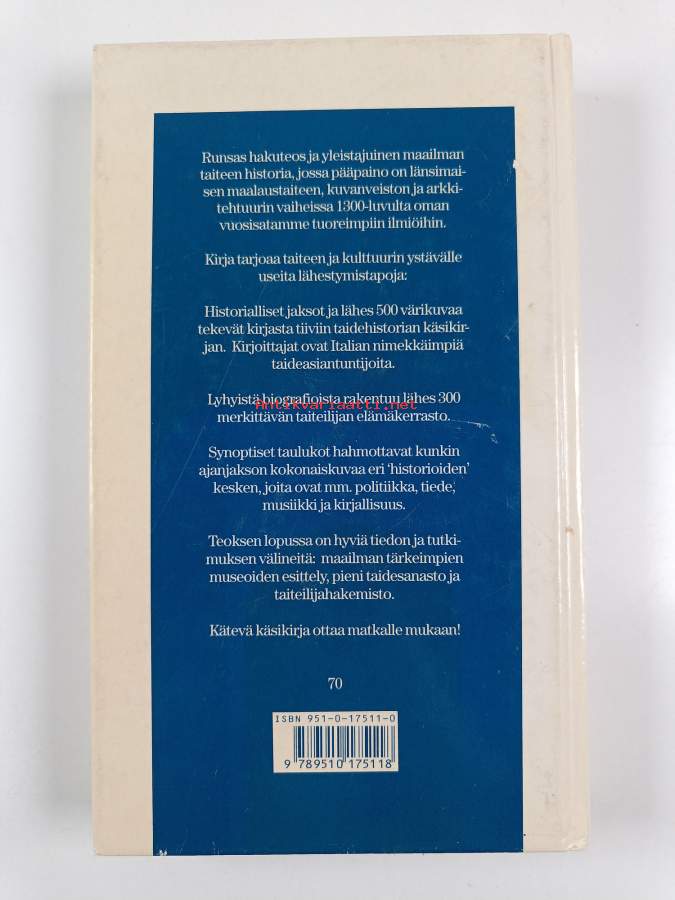 Runsas hakuteos ja yleistajuinen maailman
taiteen historia, jossa pääpaino on länsimai-
sen maalaustaiteen, kuvanveiston ja arkki-
tehtuurin vaiheissa 1300-luvulta oman
vuosisatamme tuoreimpiin ilmiöihin.
Kirja tarjoaa taiteen ja kulttuurin ystävälle
useita lähestymistapoja:
Historialliset jaksot ja lähes 500 värikuvaa
tekevät kirjasta tiiviin taidehistorian käsikir-
jan. Kirjoittajat ovat Italian nimekkäimpiä
taideasiantuntijoita.
Lyhyistä biografioista rakentuu lähes 300
Antikvariaatti.net
merkittävän taiteilijan elämäkerrasto.
Synoptiset taulukot hahmottavat kunkin
ajanjakson kokonaiskuvaa eri 'historioiden'
kesken, joita ovat mm. politiikka, tiede,
musiikki ja kirjallisuus.
Teoksen lopussa on hyviä tiedon ja tutki-
muksen välineitä: maailman tärkeimpien
museoiden esittely, pieni taidesanasto ja
taiteilijahakemisto.
Kätevä käsikirja ottaa matkalle mukaan!
70
ISBN 951-0-17511-0
9 789510 175118